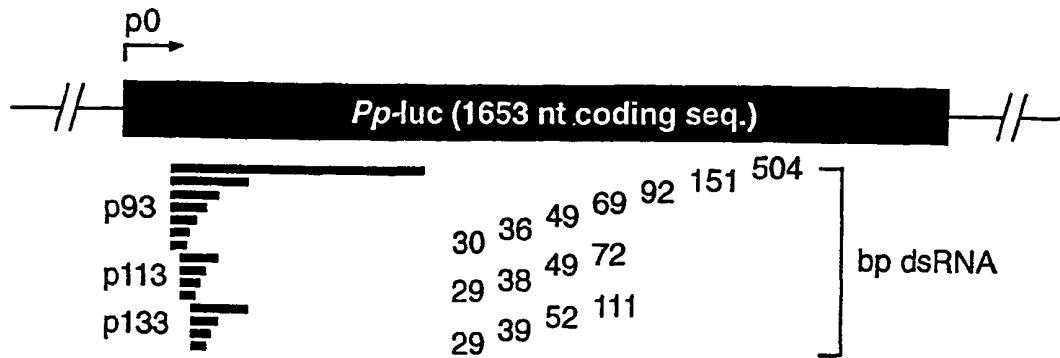 p0
Pp-luc (1653 nt coding seq.)
p93
30 36 49 69 92 151 504
p113
29 38 49 72
p133
29 39 52 111
bp dsRNA